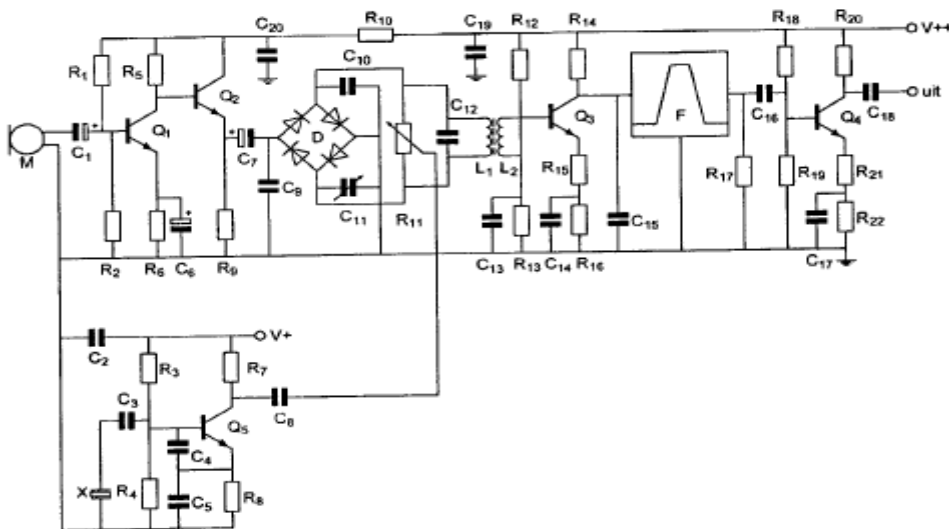 C20 R10 C19 R12 R14 R18 R20 V++
R1 R5 Q2 C10 C12
M C1 Q1 C7 D Q3 F C16 Q4 C18 uit
C9 C11 R11 L1 L2 R15 R17 R19 R21
R2 R6 C6 R9 C13 R13 C14 R16 C15 C17 R22
C2 V+
R3 R7
C3 Q5 C8
X R4 C4 C5 R8